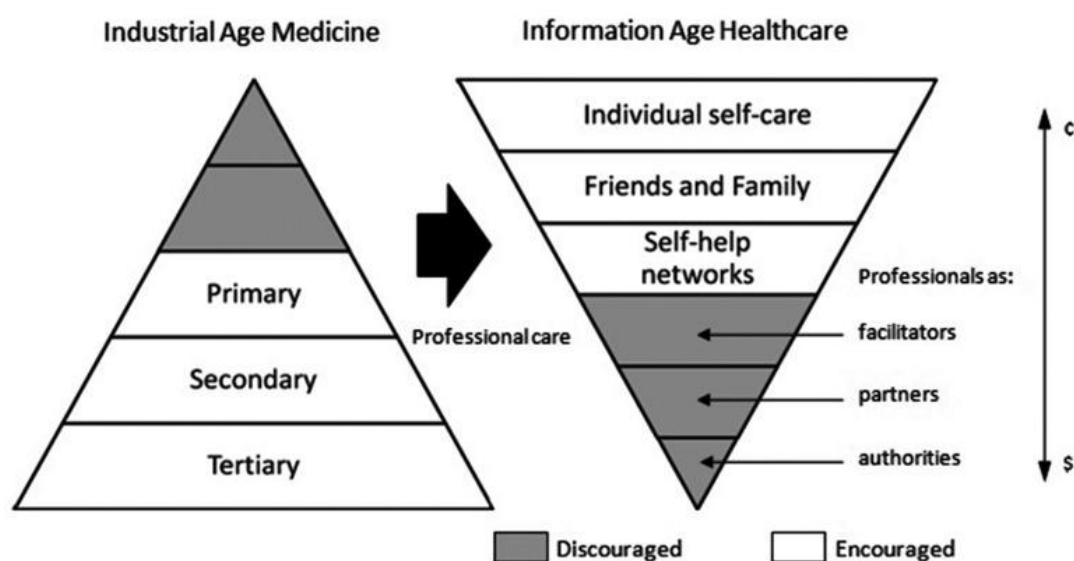 Industrial Age Medicine
Information Age Healthcare
Primary
Secondary
Tertiary
Professional care
Individual self-care
Friends and Family
Self-help
networks
Professionals as:
facilitators
partners
authorities
¢
$
Discouraged
Encouraged